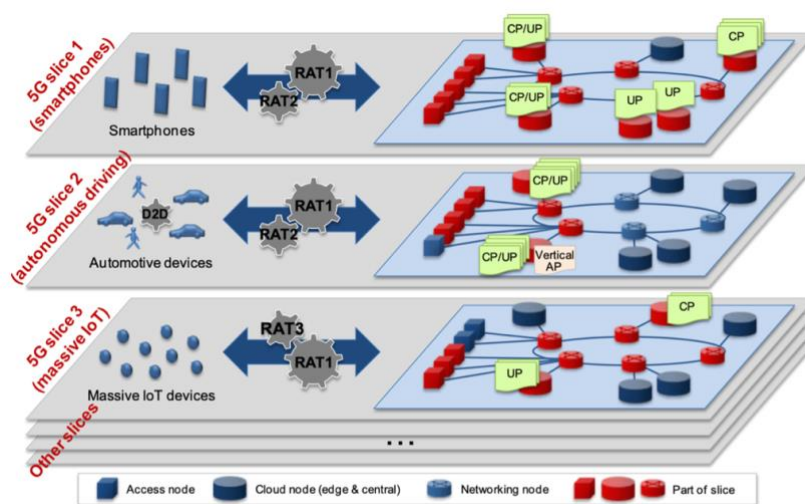 5G slice 1
(smartphones)
Smartphones
RAT1
RAT2
CP/UP
CP
CP/UP
UP
UP
5G slice 2
(autonomous driving)
D2D
Automotive devices
RAT1
RAT2
CP/UP
CP/UP
Vertical
AP
5G slice 3
(massive IoT)
Massive IoT devices
RAT3
RAT1
CP
UP
Other slices
...
Access node
Cloud node (edge & central)
Networking node
Part of slice